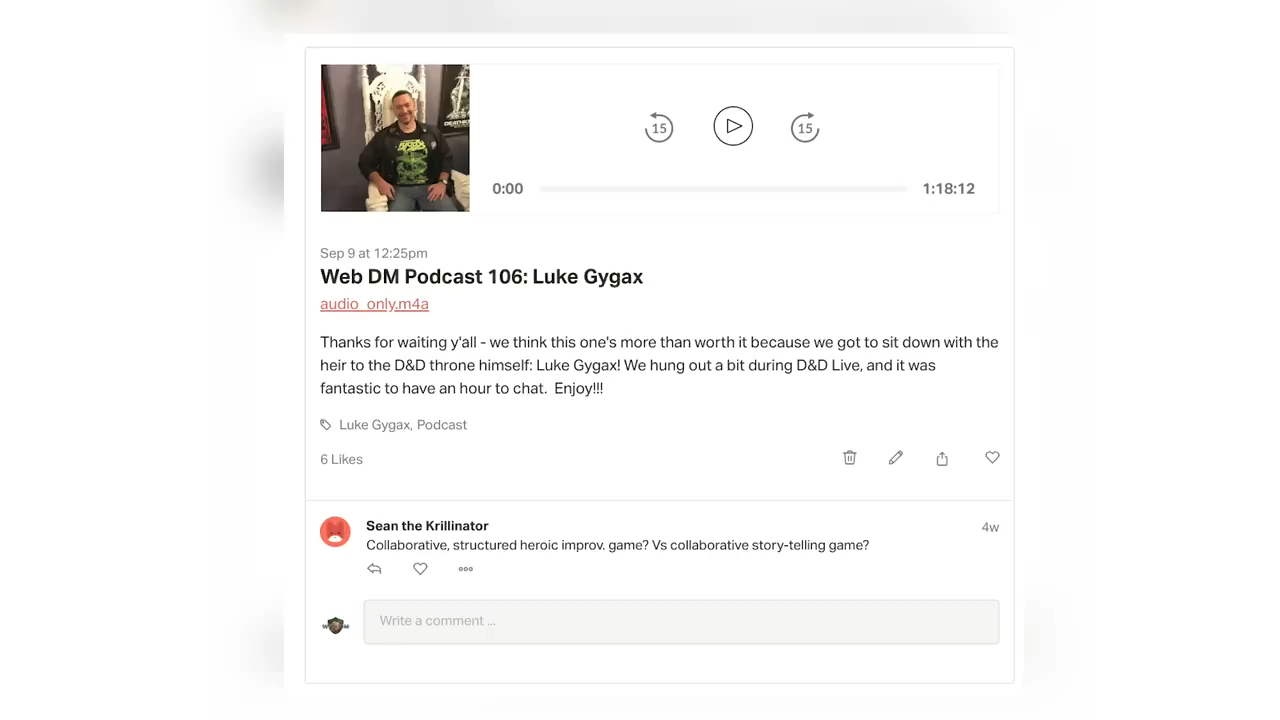 15
15
0:00
1:18:12
Sep 9 at 12:25pm
Web DM Podcast 106: Luke Gygax
audio_only.m4a
Thanks for waiting y'all - we think this one's more than worth it because we got to sit down with the
heir to the D&D throne himself: Luke Gygax! We hung out a bit during D&D Live, and it was
fantastic to have an hour to chat.  Enjoy!!!
Luke Gygax, Podcast
6 Likes
Sean the Krillinator
4w
Collaborative, structured heroic improv. game? Vs collaborative story-telling game?
Write a comment ...